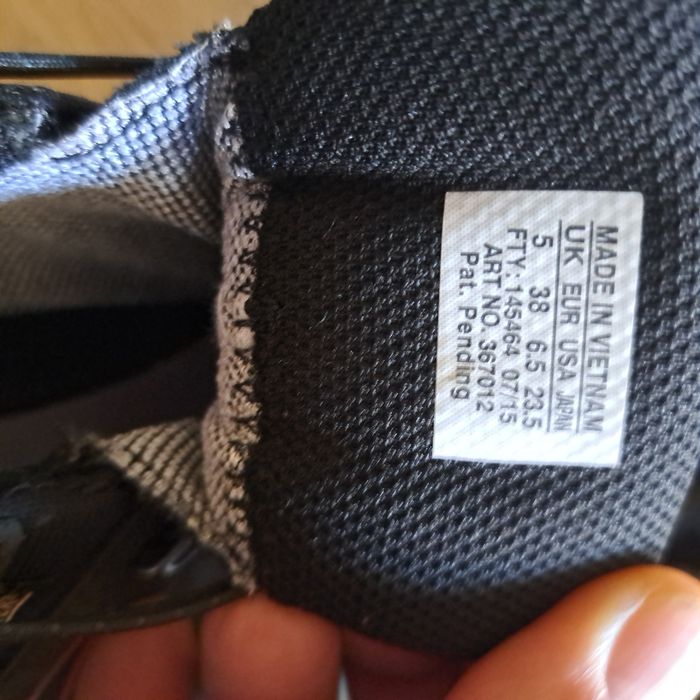 MADE IN VIETNAM
UK EUR USA JAPAN
5 38 6.5 23.5
FTY: 145464 07/15
ART NO. 367012
Pat. Pending